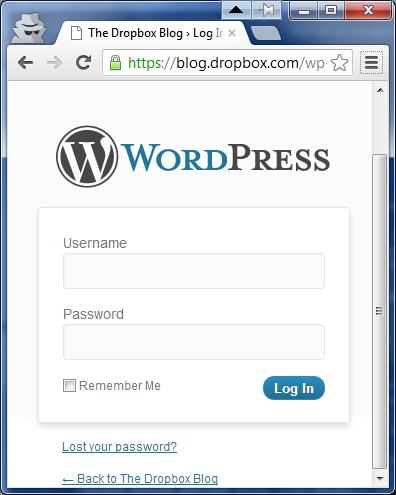 The Dropbox Blog › Log In
https://blog.dropbox.com/wp-
WORDPRESS
Username
Password
Remember Me
Log In
Lost your password?
← Back to The Dropbox Blog